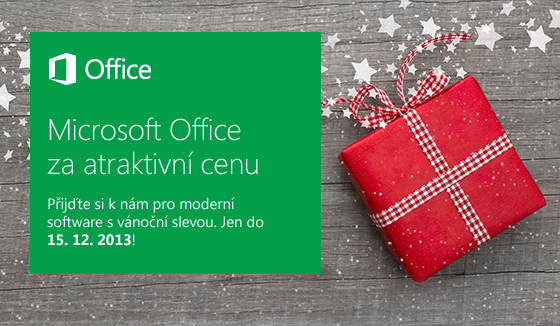 Office
Microsoft Office
za atraktivní cenu
Přijďte si k nám pro moderní
software s vánoční slevou. Jen do
15. 12. 2013!